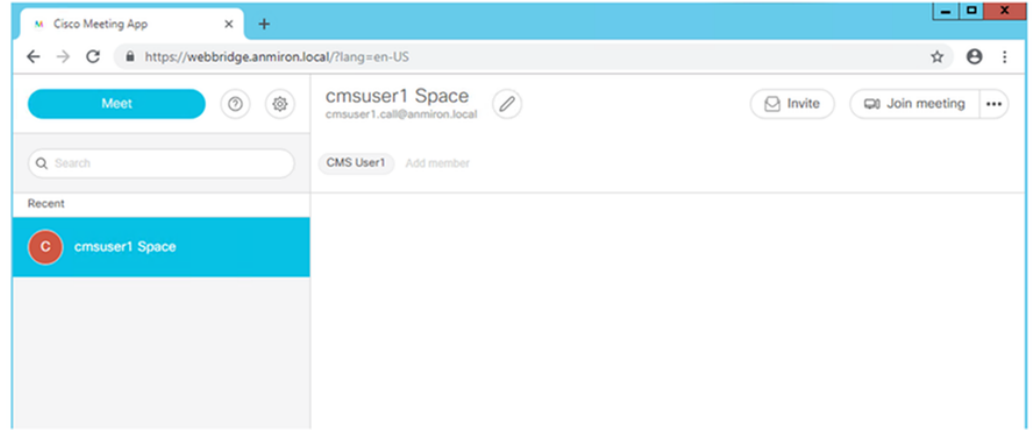 Cisco Meeting App
https://webbridge.anmiron.local/?lang=en-US
Meet
cmsuser1 Space
cmsuser1.call@anmiron.local
Invite
Join meeting
Search
CMS User1 Add member
Recent
C cmsuser1 Space